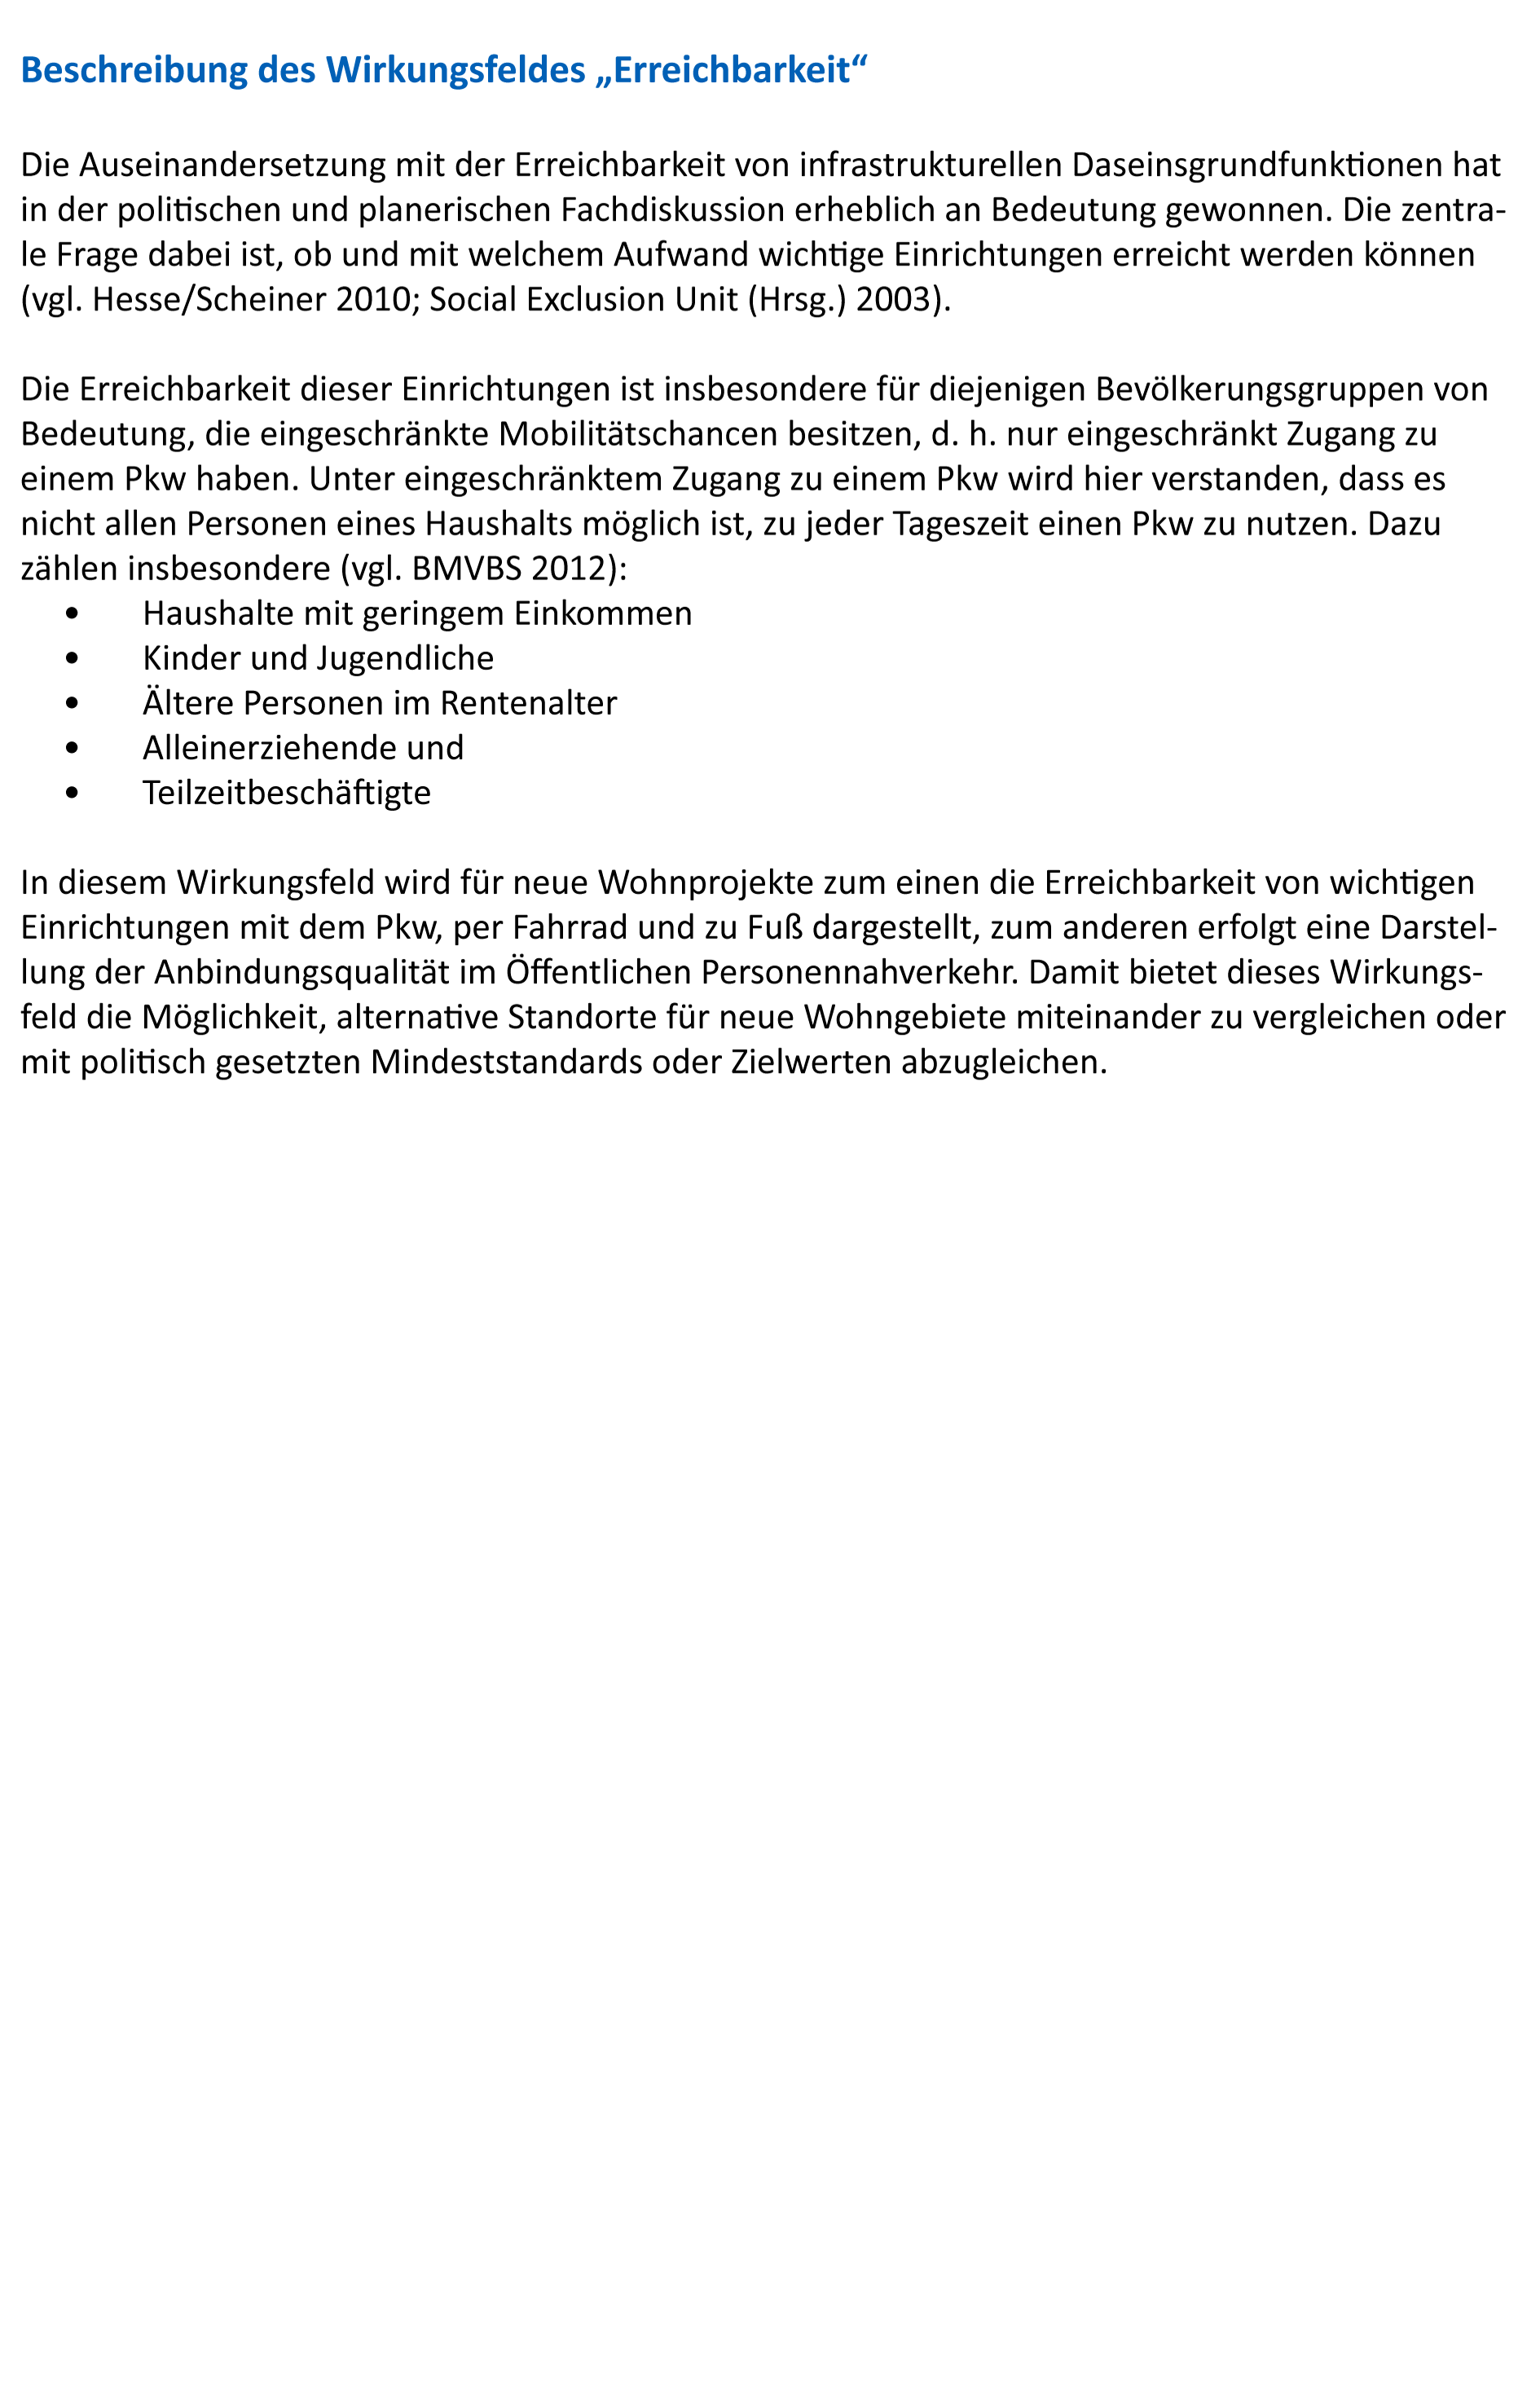 Beschreibung des Wirkungsfeldes „Erreichbarkeit“
Die Auseinandersetzung mit der Erreichbarkeit von infrastrukturellen Daseinsgrundfunktionen hat
in der politischen und planerischen Fachdiskussion erheblich an Bedeutung gewonnen. Die zentra-
le Frage dabei ist, ob und mit welchem Aufwand wichtige Einrichtungen erreicht werden können
(vgl. Hesse/Scheiner 2010; Social Exclusion Unit (Hrsg.) 2003).
Die Erreichbarkeit dieser Einrichtungen ist insbesondere für diejenigen Bevölkerungsgruppen von
Bedeutung, die eingeschränkte Mobilitätschancen besitzen, d. h. nur eingeschränkt Zugang zu
einem Pkw haben. Unter eingeschränktem Zugang zu einem Pkw wird hier verstanden, dass es
nicht allen Personen eines Haushalts möglich ist, zu jeder Tageszeit einen Pkw zu nutzen. Dazu
zählen insbesondere (vgl. BMVBS 2012):
• Haushalte mit geringem Einkommen
• Kinder und Jugendliche
• Ältere Personen im Rentenalter
• Alleinerziehende und
• Teilzeitbeschäftigte
In diesem Wirkungsfeld wird für neue Wohnprojekte zum einen die Erreichbarkeit von wichtigen
Einrichtungen mit dem Pkw, per Fahrrad und zu Fuß dargestellt, zum anderen erfolgt eine Darstel-
lung der Anbindungsqualität im Öffentlichen Personennahverkehr. Damit bietet dieses Wirkungs-
feld die Möglichkeit, alternative Standorte für neue Wohngebiete miteinander zu vergleichen oder
mit politisch gesetzten Mindeststandards oder Zielwerten abzugleichen.